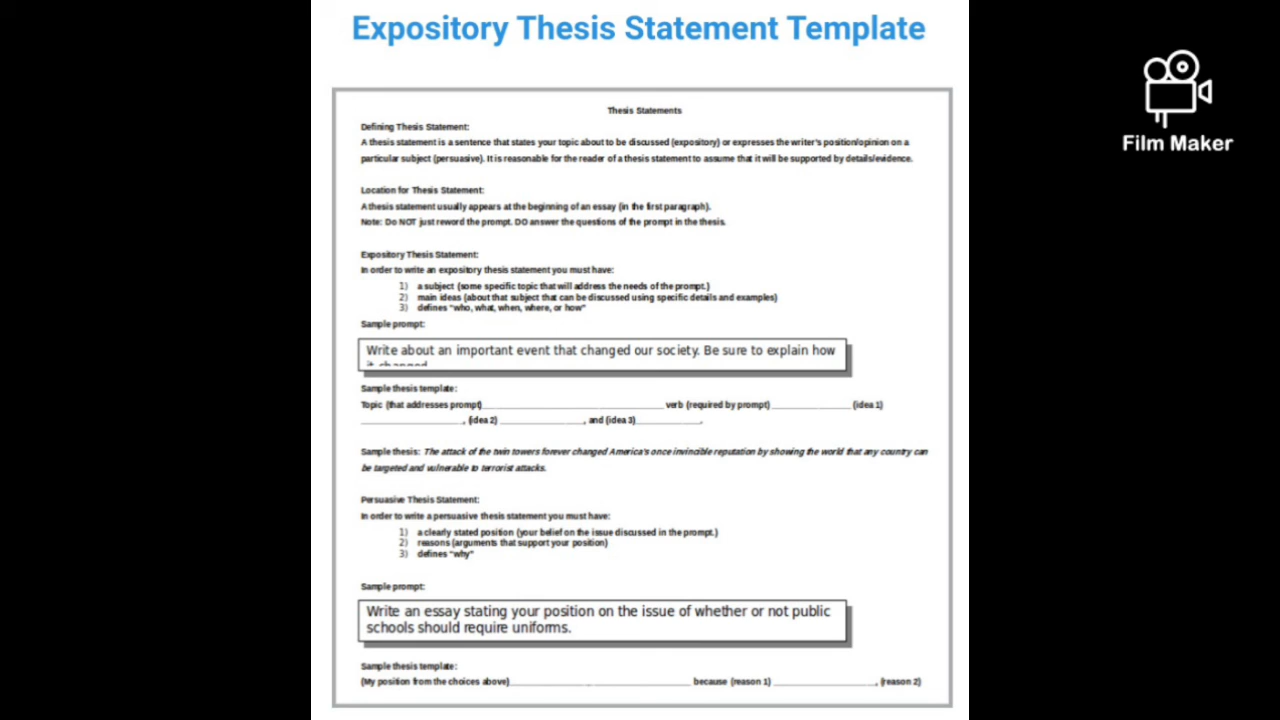 Expository Thesis Statement Template
Film Maker
Thesis Statements
Defining Thesis Statement:
A thesis statement is a sentence that states your topic about to be discussed (expository) or expresses the writer's position/opinion on a
particular subject (persuasive). It is reasonable for the reader of a thesis statement to assume that it will be supported by details/evidence.
Location for Thesis Statement:
A thesis statement usually appears at the beginning of an essay (in the first paragraph).
Note: Do NOT just reword the prompt. DO answer the questions of the prompt in the thesis.
Expository Thesis Statement:
In order to write an expository thesis statement you must have:
1) a subject (some specific topic that will address the needs of the prompt.)
2) main ideas (about that subject that can be discussed using specific details and examples)
3) defines "who, what, when, where, or how"
Sample prompt:
Write about an important event that changed our society. Be sure to explain how
it changed
Sample thesis template:
Topic (that addresses prompt)____________________ verb (required by prompt) ______________ (idea 1)
__________________, (idea 2) ______________, and (idea 3)____________.
Sample thesis: The attack of the twin towers forever changed America's once invincible reputation by showing the world that any country can
be targeted and vulnerable to terrorist attacks.
Persuasive Thesis Statement:
In order to write a persuasive thesis statement you must have:
1) a clearly stated position (your belief on the issue discussed in the prompt.)
2) reasons (arguments that support your position)
3) defines "why"
Sample prompt:
Write an essay stating your position on the issue of whether or not public
schools should require uniforms.
Sample thesis template:
(My position from the choices above)____________________ because (reason 1) __________________, (reason 2)